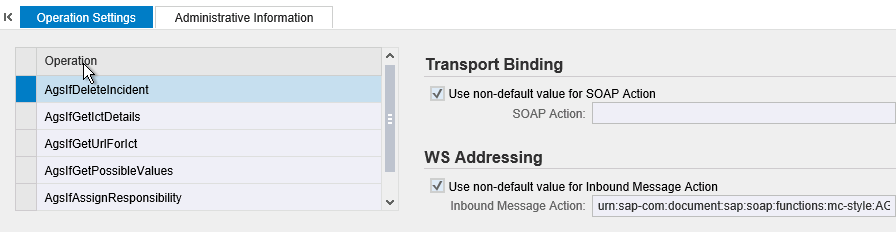 Operation Settings
Administrative Information
Operation
AgsIfDeleteIncident
AgsIfGetIctDetails
AgsIfGetUrlForIct
AgsIfGetPossibleValues
AgsIfAssignResponsibility
Transport Binding
Use non-default value for SOAP Action
SOAP Action:
WS Addressing
Use non-default value for Inbound Message Action
Inbound Message Action: urn:sap-com:document:sap:soap:functions:mc-style:AG